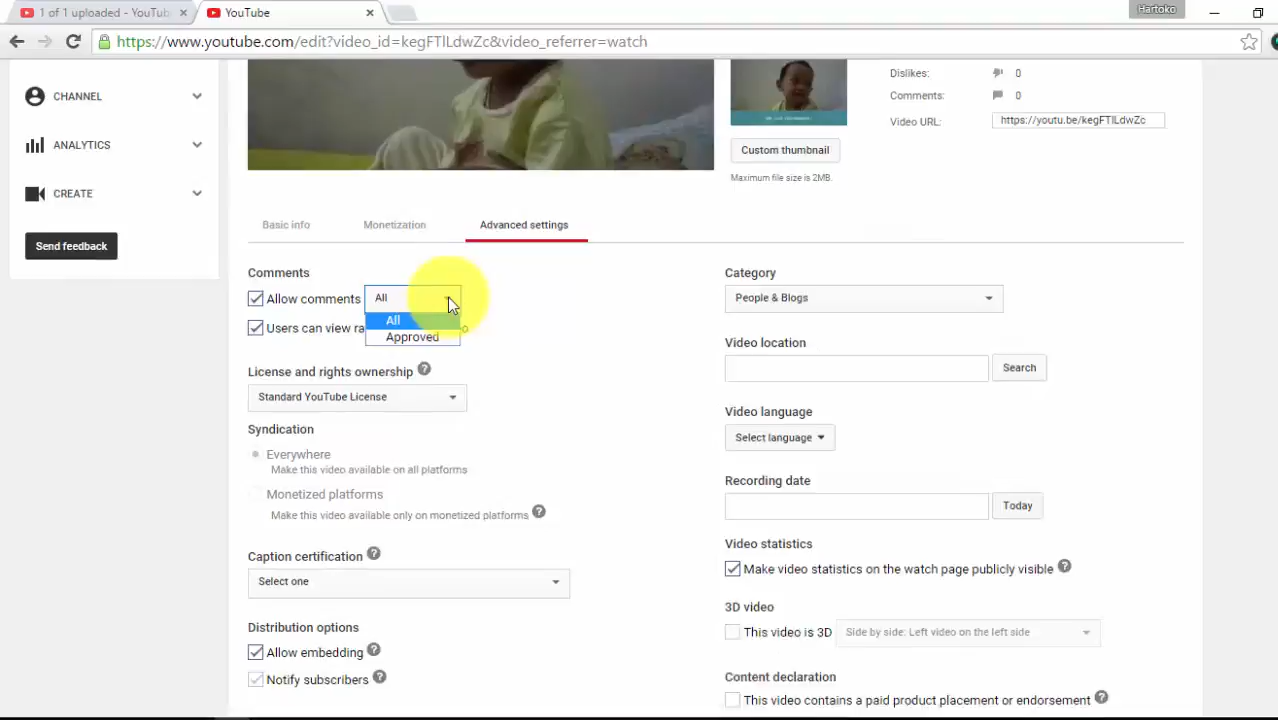 1 of 1 uploaded - YouTub
YouTube
Hartoko
https://www.youtube.com/edit?video_id=kegFTlLdwZc&video_referrer=watch
CHANNEL
ANALYTICS
CREATE
Send feedback
Dislikes: 0
Comments: 0
Video URL: https://youtu.be/kegFTlLdwZc
Custom thumbnail
Maximum file size is 2MB.
Basic info
Monetization
Advanced settings
Comments
Allow comments
All
All
Approved
Users can view ra
License and rights ownership
Standard YouTube License
Syndication
Everywhere
Make this video available on all platforms
Monetized platforms
Make this video available only on monetized platforms
Caption certification
Select one
Distribution options
Allow embedding
Notify subscribers
Category
People & Blogs
Video location
Search
Video language
Select language
Recording date
Today
Video statistics
Make video statistics on the watch page publicly visible
3D video
This video is 3D
Side by side: Left video on the left side
Content declaration
This video contains a paid product placement or endorsement